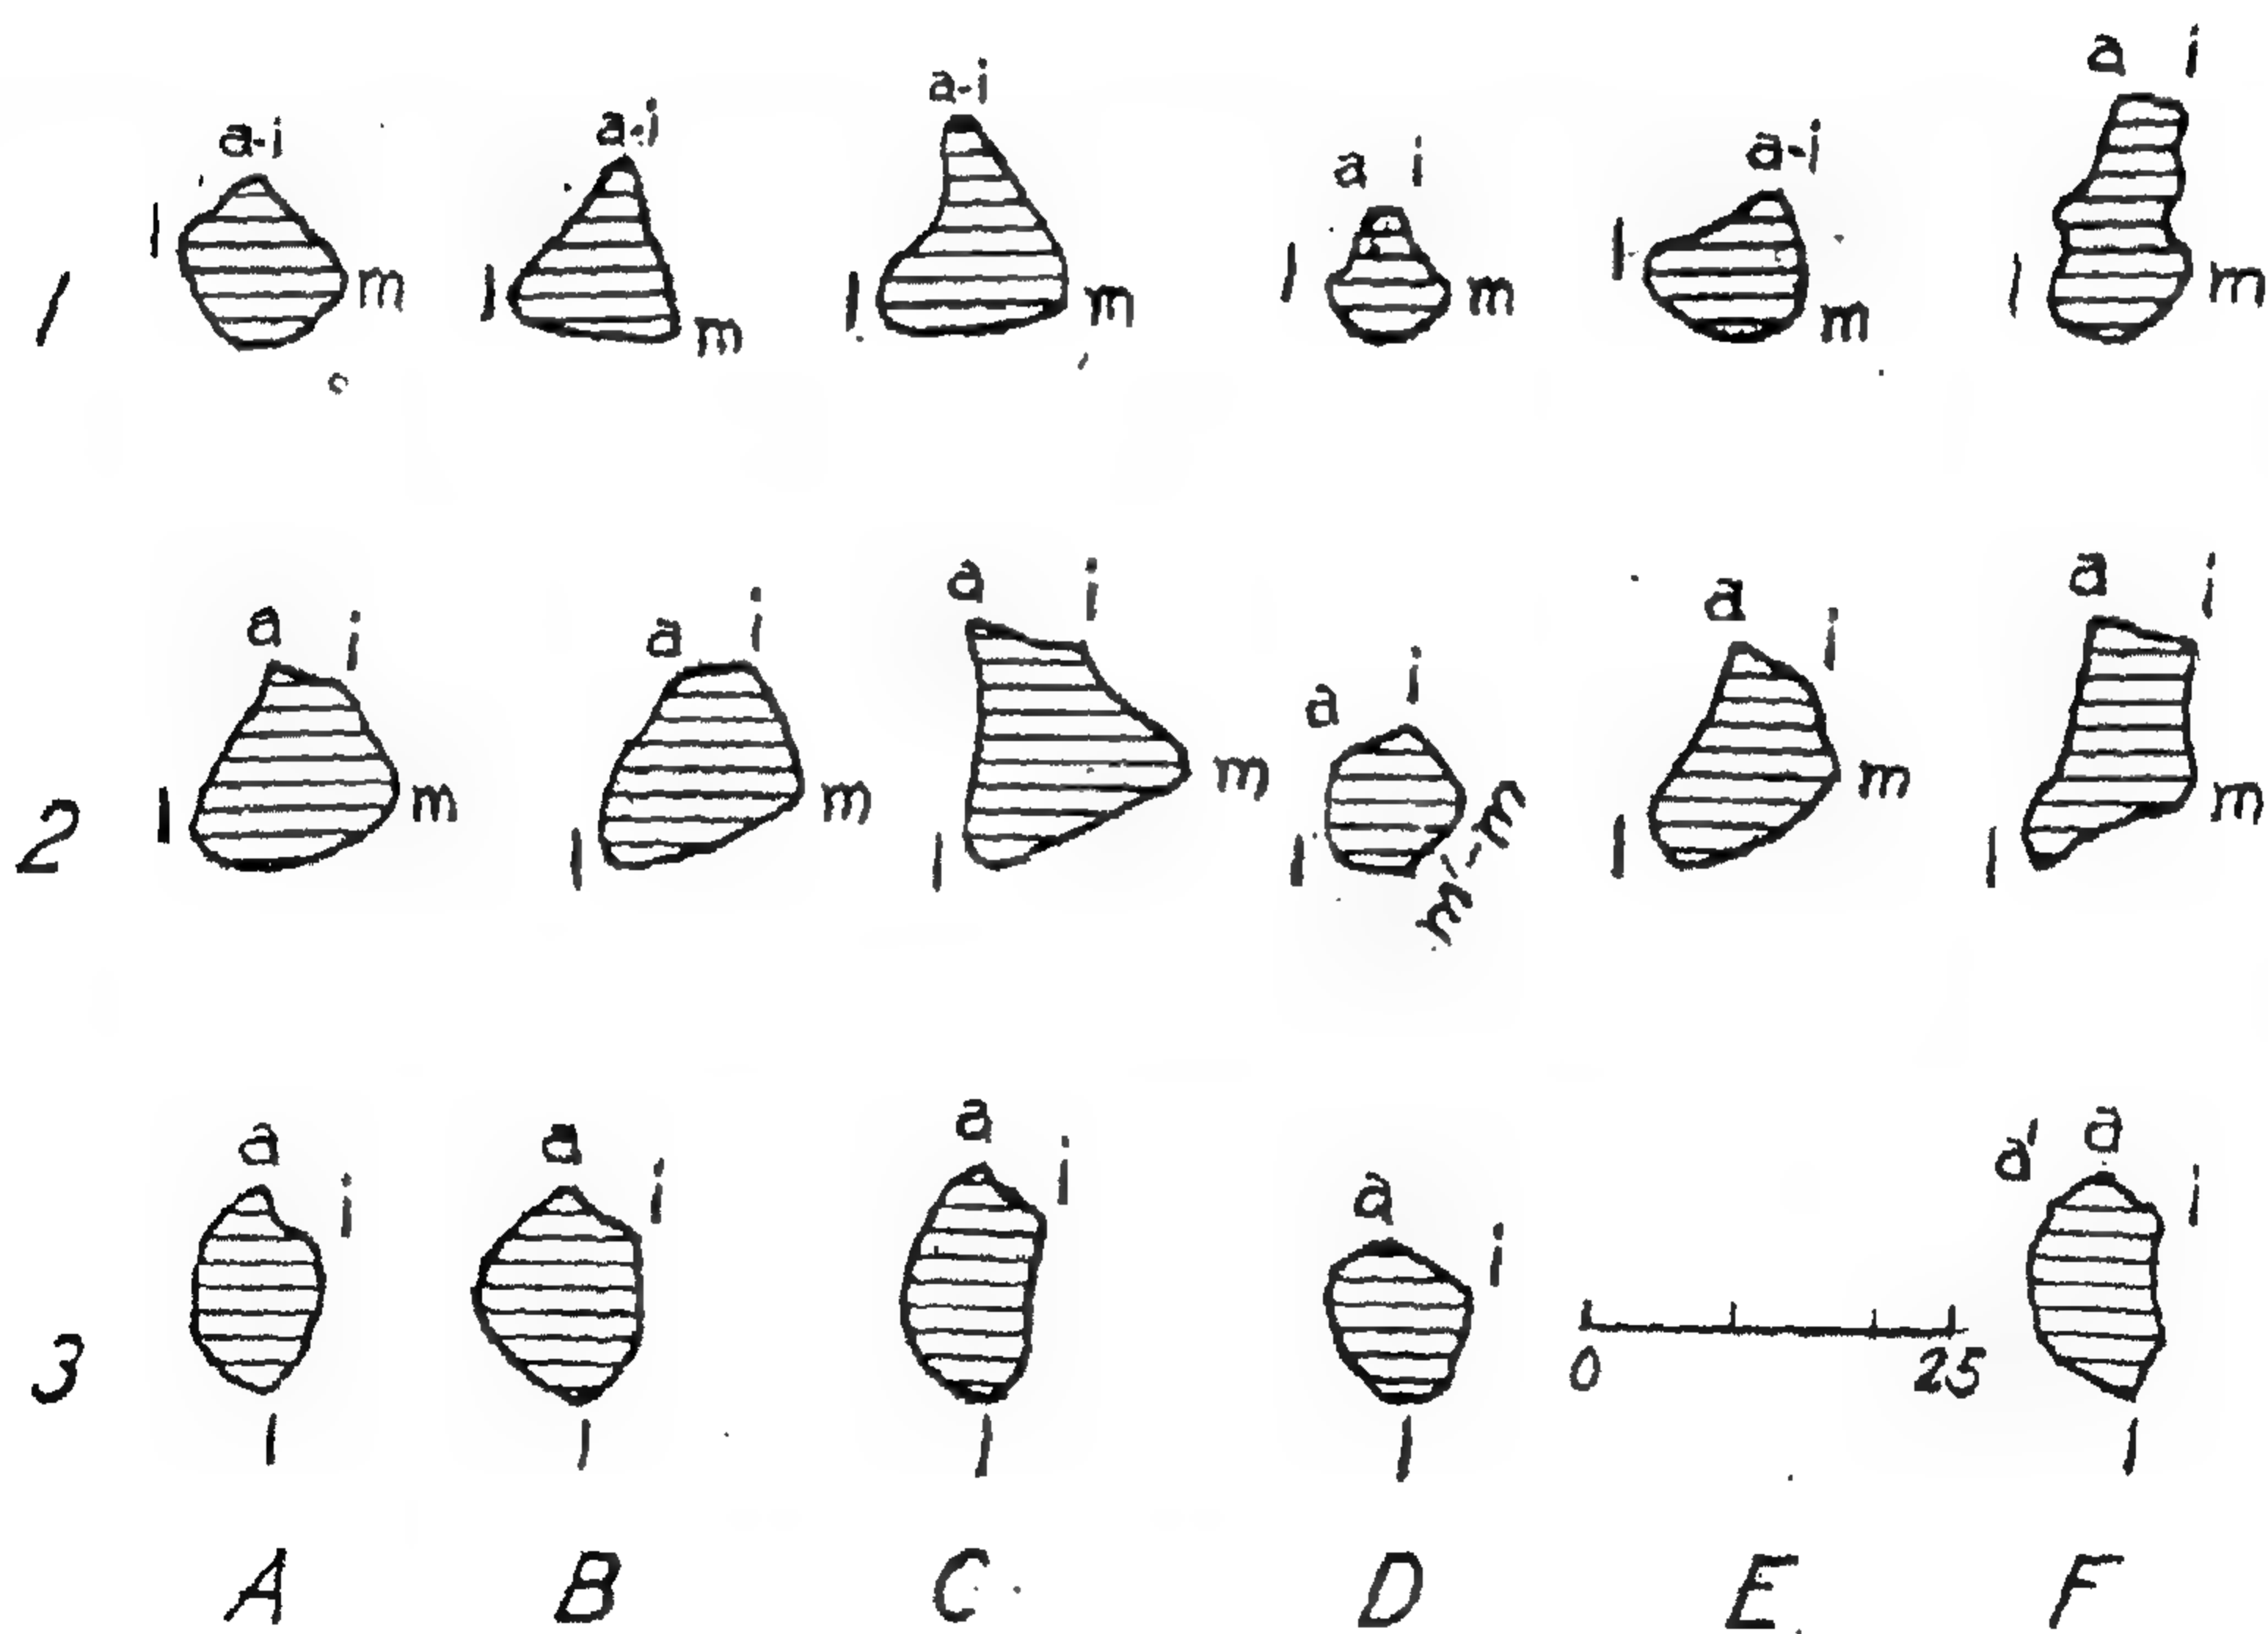 a-i a-i a-i a i a-i a i
1 l m l m l m l m l m l m
a i a i a i a i a i a i
2 l m l m l m l m m l m l m
a i a i a i a i a' a i
3 0 25
l l l l l
A B C D E F